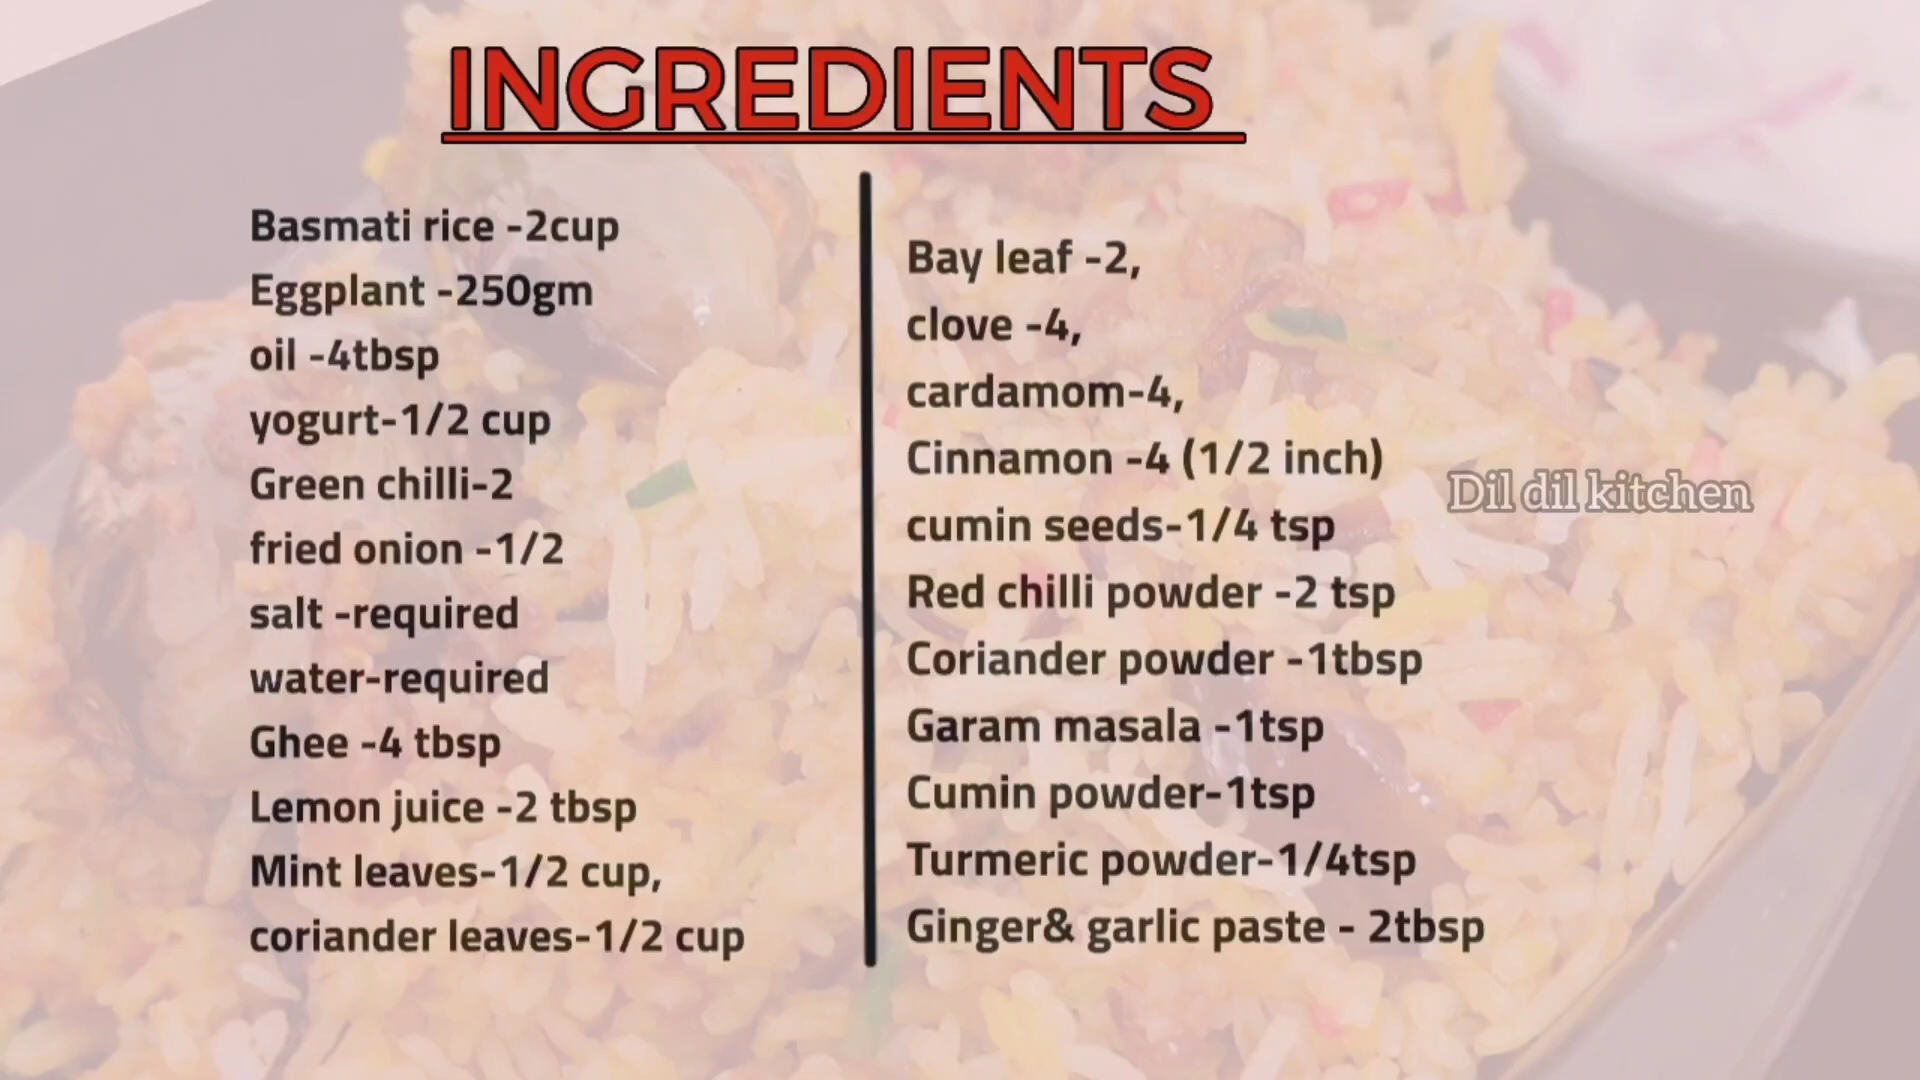 INGREDIENTS
Basmati rice -2cup
Eggplant -250gm
oil -4tbsp
yogurt-1/2 cup
Green chilli-2
fried onion -1/2
salt -required
water-required
Ghee -4 tbsp
Lemon juice -2 tbsp
Mint leaves-1/2 cup,
coriander leaves-1/2 cup
Bay leaf -2,
clove -4,
cardamom-4,
Cinnamon -4 (1/2 inch)
cumin seeds-1/4 tsp
Red chilli powder -2 tsp
Coriander powder -1tbsp
Garam masala -1tsp
Cumin powder-1tsp
Turmeric powder-1/4tsp
Ginger& garlic paste - 2tbsp
Dil dil kitchen